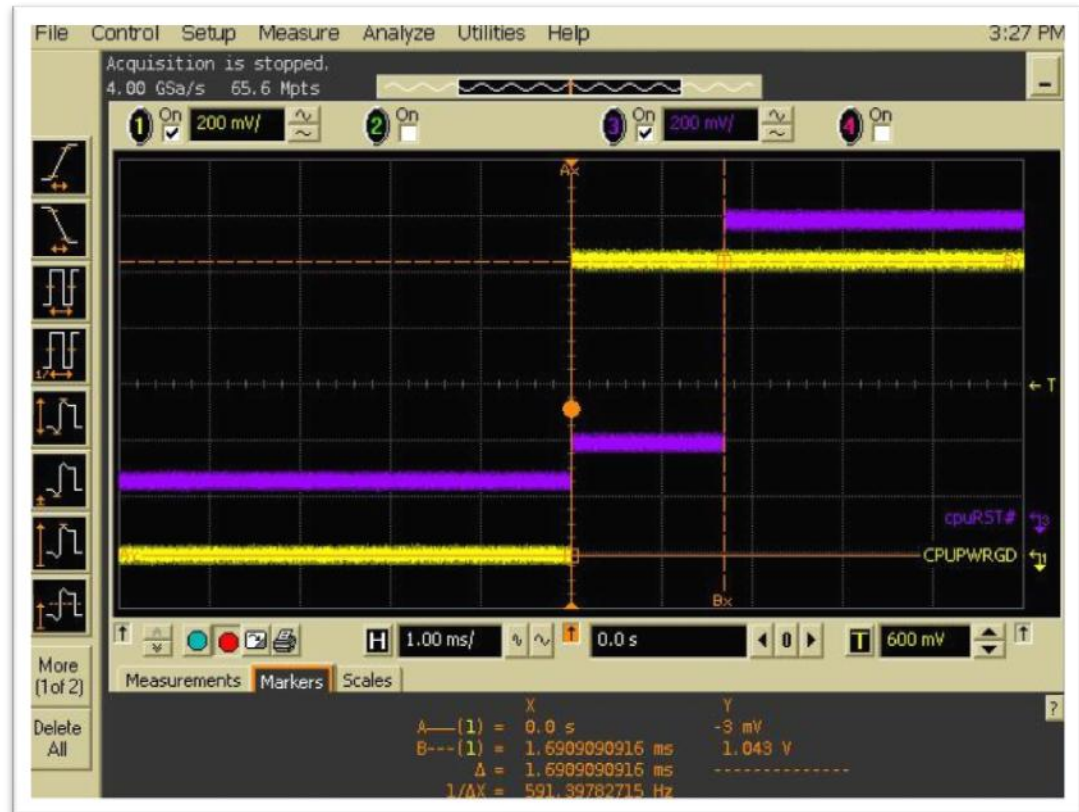 File Control Setup Measure Analyze Utilities Help 3:27 PM
Acquisition is stopped.
4.00 GSa/s 65.6 Mpts
1 On 200 mV/ 2 On 3 On 200 mV/ 4 On
Ax
T
cpuRST#
CPUPWRGD
Bx
H 1.00 ms/ 0.0 s 0 T 600 mV
More
(1of 2)
Delete
All
Measurements Markers Scales
?
X Y
A——(1) = 0.0 s -3 mV
B---(1) = 1.6909090916 ms 1.043 V
Δ = 1.6909090916 ms --------------
1/ΔX = 591.39782715 Hz